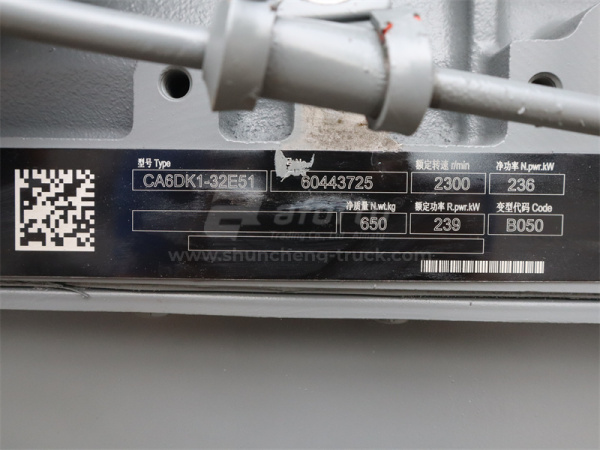 型号 Type No. 额定转速 r/min 净功率 N.pwr.kW
CA6DK1-32E51 60443725 2300 236
净质量 N.wt.kg 额定功率 R.pwr.kW 变型代码 Code
650 239 B050
www.shuncheng-truck.com